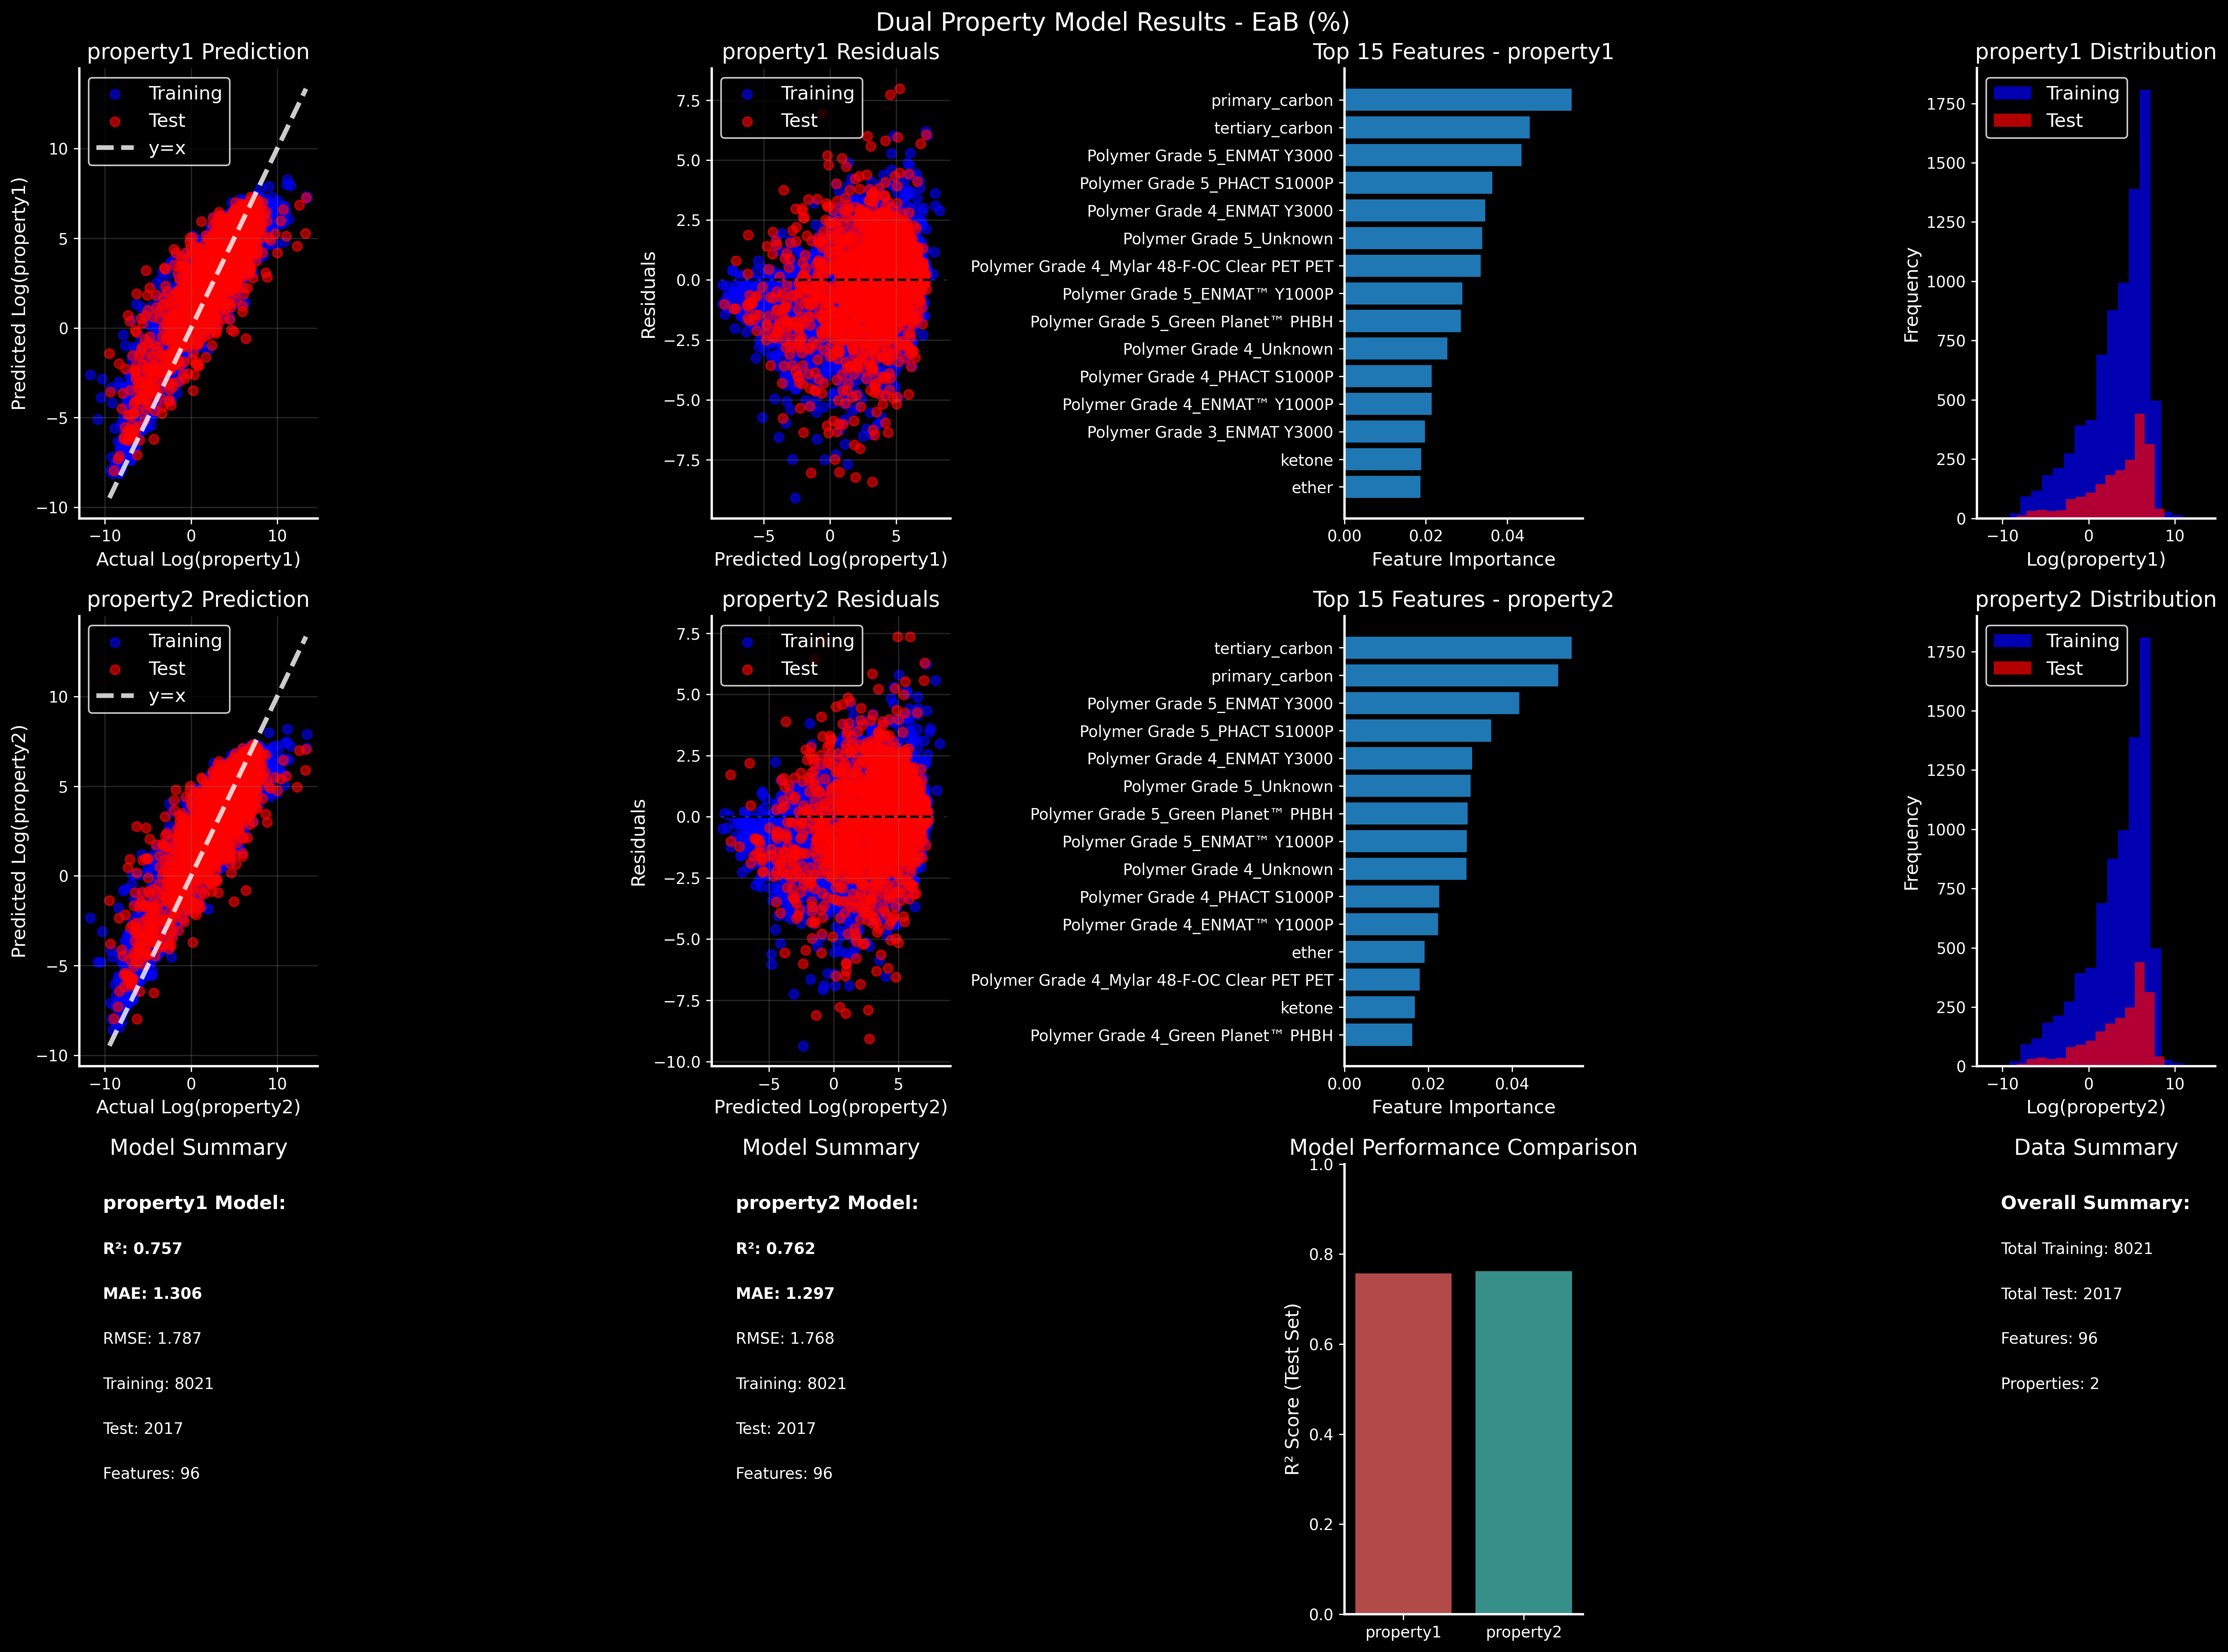 Dual Property Model Results - EaB (%)
property1 Prediction
Training
Test
y=x
10
5
0
−5
−10
−10
0
10
Predicted Log(property1)
Actual Log(property1)
property1 Residuals
Training
Test
7.5
5.0
2.5
0.0
−2.5
−5.0
−7.5
−5
0
5
Residuals
Predicted Log(property1)
Top 15 Features - property1
primary_carbon
tertiary_carbon
Polymer Grade 5_ENMAT Y3000
Polymer Grade 5_PHACT S1000P
Polymer Grade 4_ENMAT Y3000
Polymer Grade 5_Unknown
Polymer Grade 4_Mylar 48-F-OC Clear PET PET
Polymer Grade 5_ENMAT™ Y1000P
Polymer Grade 5_Green Planet™ PHBH
Polymer Grade 4_Unknown
Polymer Grade 4_PHACT S1000P
Polymer Grade 4_ENMAT™ Y1000P
Polymer Grade 3_ENMAT Y3000
ketone
ether
0.00
0.02
0.04
Feature Importance
property1 Distribution
Training
Test
1750
1500
1250
1000
750
500
250
0
−10
0
10
Frequency
Log(property1)
property2 Prediction
Training
Test
y=x
10
5
0
−5
−10
−10
0
10
Predicted Log(property2)
Actual Log(property2)
property2 Residuals
Training
Test
7.5
5.0
2.5
0.0
−2.5
−5.0
−7.5
−10.0
−5
0
5
Residuals
Predicted Log(property2)
Top 15 Features - property2
tertiary_carbon
primary_carbon
Polymer Grade 5_ENMAT Y3000
Polymer Grade 5_PHACT S1000P
Polymer Grade 4_ENMAT Y3000
Polymer Grade 5_Unknown
Polymer Grade 5_Green Planet™ PHBH
Polymer Grade 5_ENMAT™ Y1000P
Polymer Grade 4_Unknown
Polymer Grade 4_PHACT S1000P
Polymer Grade 4_ENMAT™ Y1000P
ether
Polymer Grade 4_Mylar 48-F-OC Clear PET PET
ketone
Polymer Grade 4_Green Planet™ PHBH
0.00
0.02
0.04
Feature Importance
property2 Distribution
Training
Test
1750
1500
1250
1000
750
500
250
0
−10
0
10
Frequency
Log(property2)
Model Summary
property1 Model:
R²: 0.757
MAE: 1.306
RMSE: 1.787
Training: 8021
Test: 2017
Features: 96
Model Summary
property2 Model:
R²: 0.762
MAE: 1.297
RMSE: 1.768
Training: 8021
Test: 2017
Features: 96
Model Performance Comparison
1.0
0.8
0.6
0.4
0.2
0.0
R² Score (Test Set)
property1
property2
Data Summary
Overall Summary:
Total Training: 8021
Total Test: 2017
Features: 96
Properties: 2